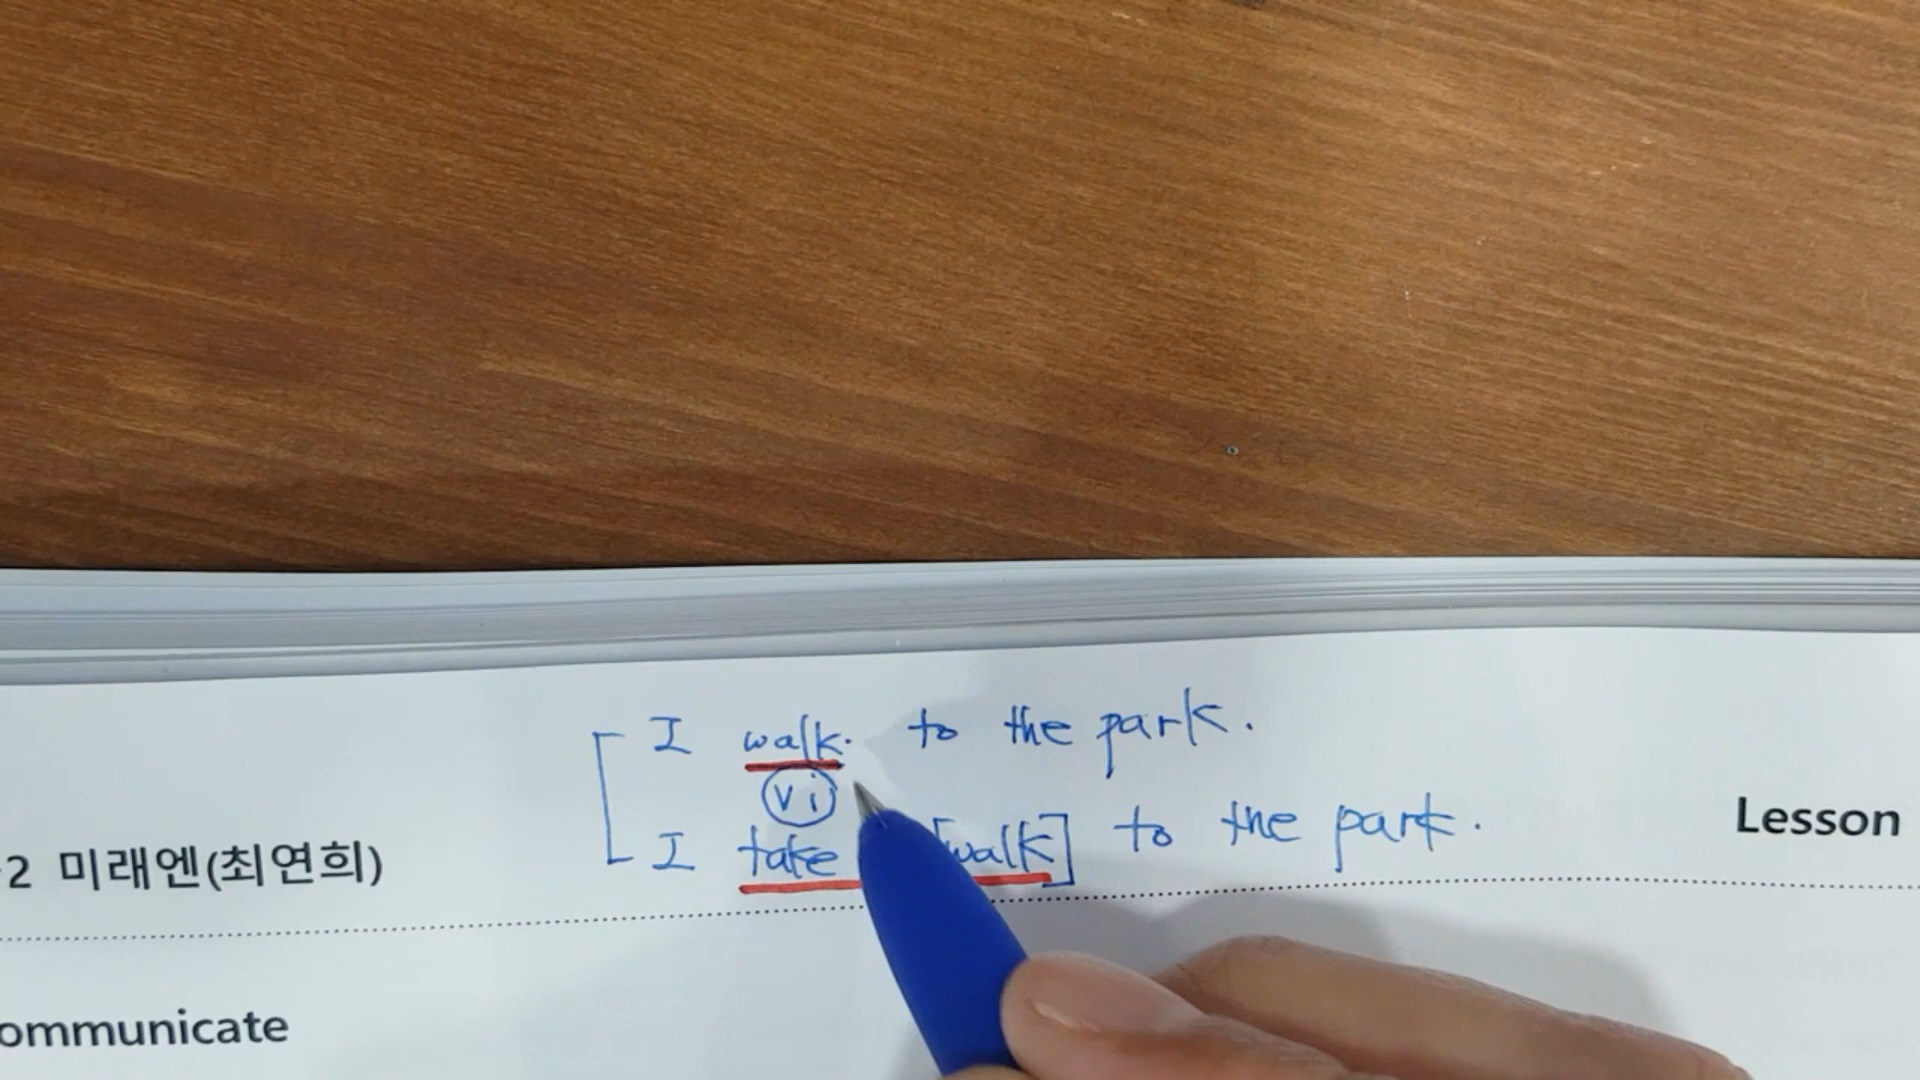 I walk. to the park.
vi
I take [walk] to the park.
2 미래엔(최연희)
Lesson
ommunicate